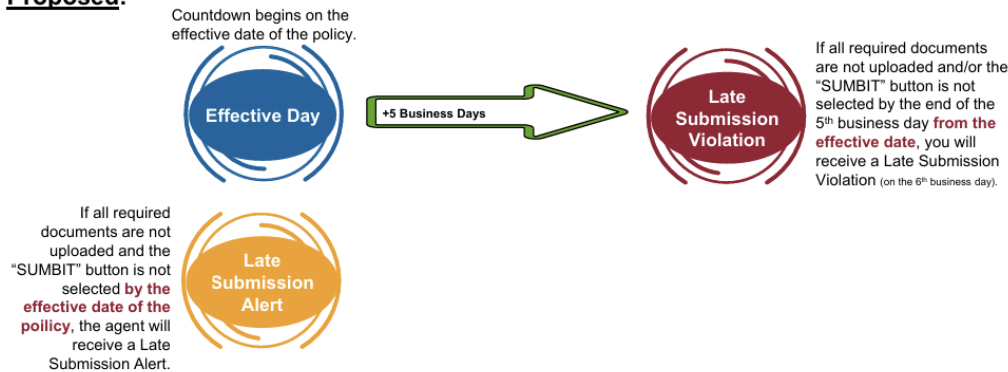 Proposed:
Countdown begins on the
effective date of the policy.
Effective Day
+5 Business Days
Late
Submission
Violation
If all required documents
are not uploaded and/or the
“SUMBIT” button is not
selected by the end of the
5th business day from the
effective date, you will
receive a Late Submission
Violation (on the 6th business day).
If all required
documents are not
uploaded and the
“SUMBIT” button is not
selected by the
effective date of the
poilicy, the agent will
receive a Late
Submission Alert.
Late
Submission
Alert